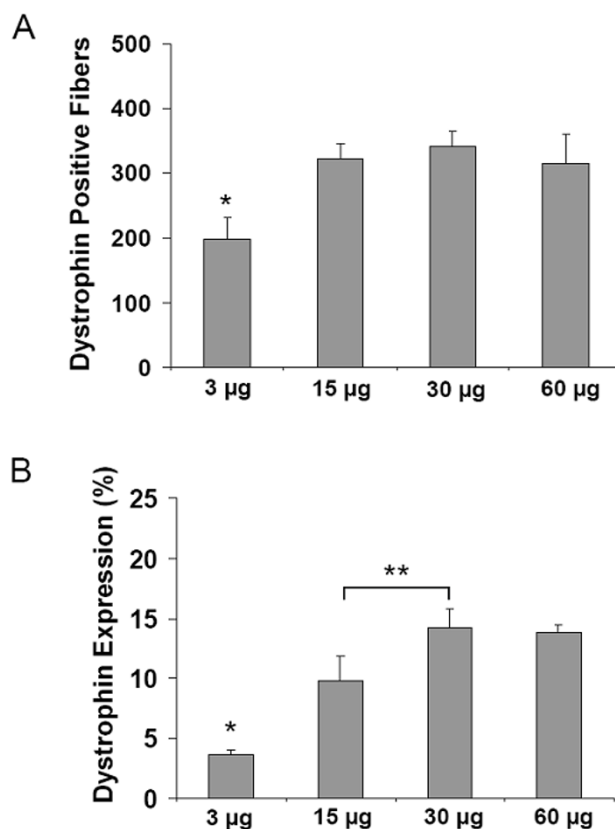 A
Dystrophin Positive Fibers
500
400
300
200
100
0
*
3 µg 15 µg 30 µg 60 µg
B
Dystrophin Expression (%)
25
20
15
10
5
0
**
*
3 µg 15 µg 30 µg 60 µg